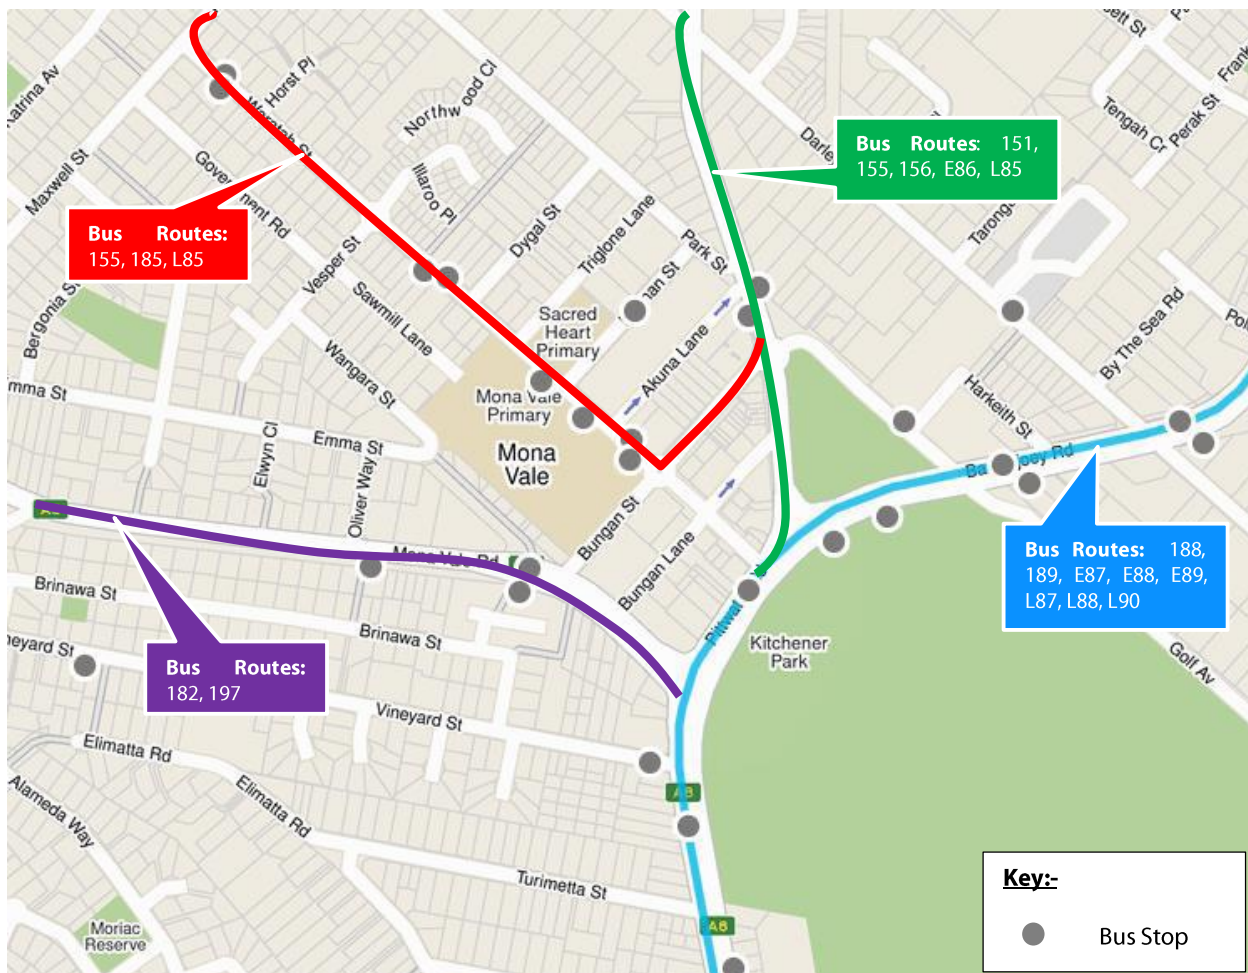 Katrina Av
Horst Pl
Waratah St
Northwood Cl
Maxwell St
Government Rd
Illaroo Pl
Dygal St
Triglone Lane
Park St
Vesper St
Sawmill Lane
Bus Routes:
155, 185, L85
Bus Routes: 151,
155, 156, E86, L85
Tengah Cr
Perak St
By The Sea Rd
Bergonia St
Wangara St
Sacred
Heart
Primary
Akuna Lane
Mona Vale
Primary
Mona
Vale
Harkeith St
Emma St
Elwyn Cl
Oliver Way
Bungan St
Bungan Lane
Mona Vale Rd
Bus Routes: 188,
189, E87, E88, E89,
L87, L88, L90
Brinawa St
Brinawa St
Kitchener
Park
Golf Av
Bus Routes:
182, 197
Vineyard St
Elimatta Rd
Elimatta Rd
Alameda Way
A8
Turimetta St
A8
Moriac
Reserve
Key:-
Bus Stop